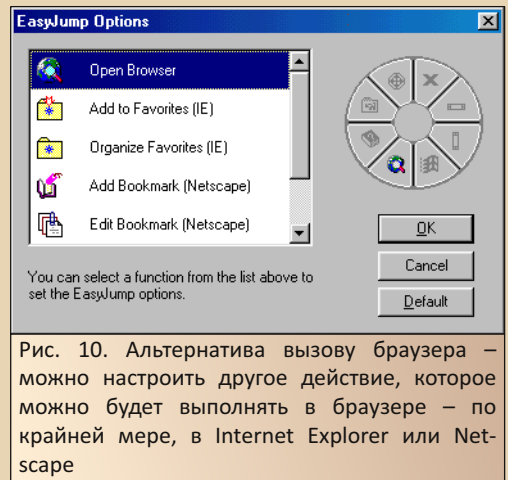 EasyJump Options
Open Browser
Add to Favorites (IE)
Organize Favorites (IE)
Add Bookmark (Netscape)
Edit Bookmark (Netscape)
You can select a function from the list above to
set the EasyJump options.
OK
Cancel
Default
Рис. 10. Альтернатива вызову браузера –
можно настроить другое действие, которое
можно будет выполнять в браузере – по
крайней мере, в Internet Explorer или Net-
scape